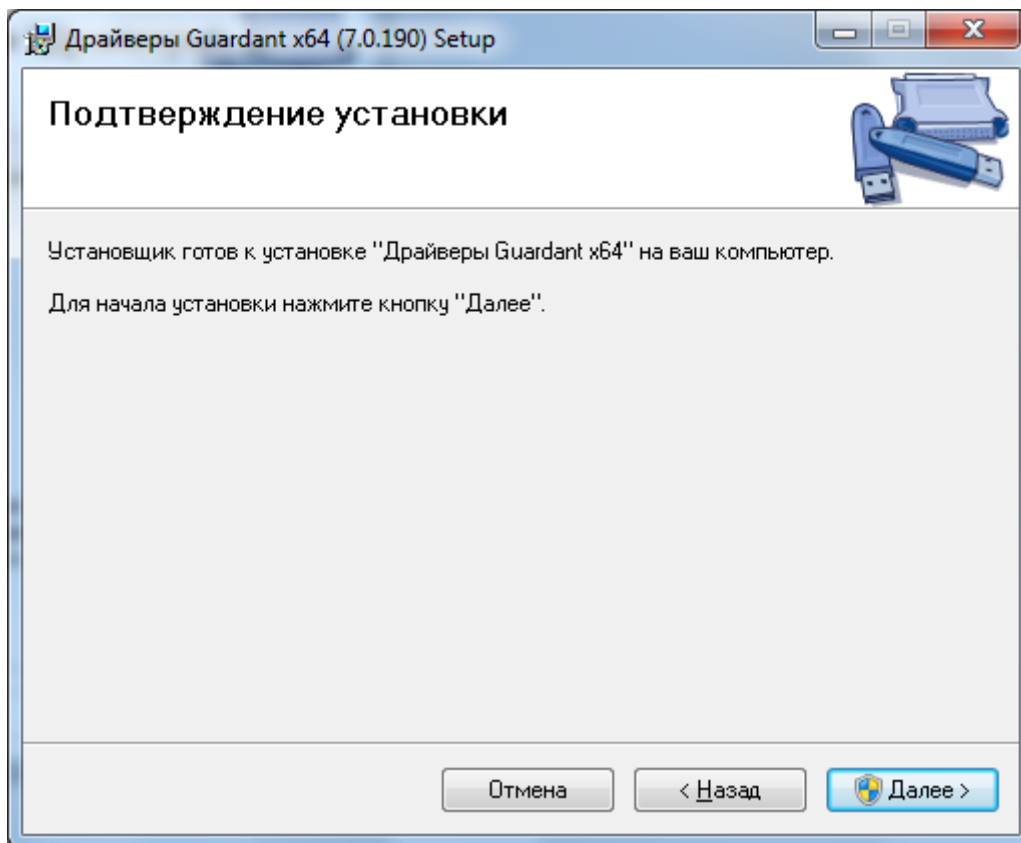 Драйверы Guardant x64 (7.0.190) Setup
Подтверждение установки
Установщик готов к установке "Драйверы Guardant x64" на ваш компьютер.
Для начала установки нажмите кнопку "Далее".
Отмена
< Назад
Далее >